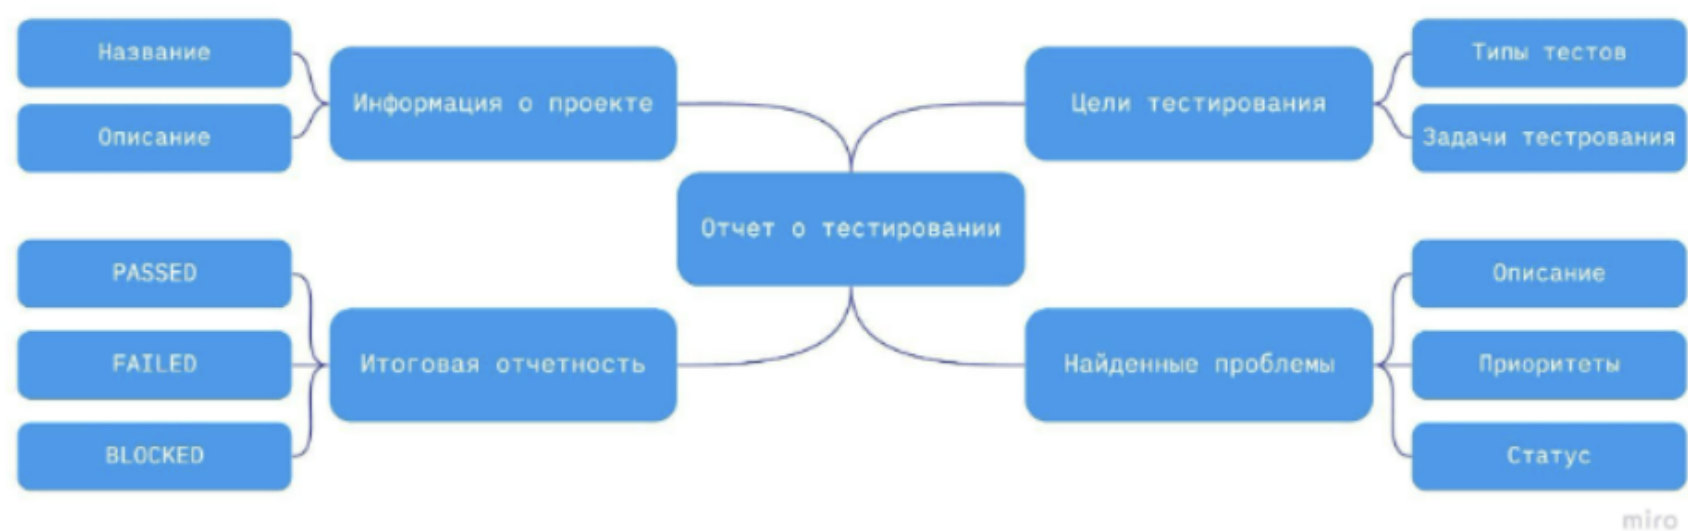 Название
Описание
Информация о проекте
PASSED
FAILED
BLOCKED
Итоговая отчетность
Отчет о тестировании
Цели тестирования
Типы тестов
Задачи тестрования
Найденные проблемы
Описание
Приоритеты
Статус
miro